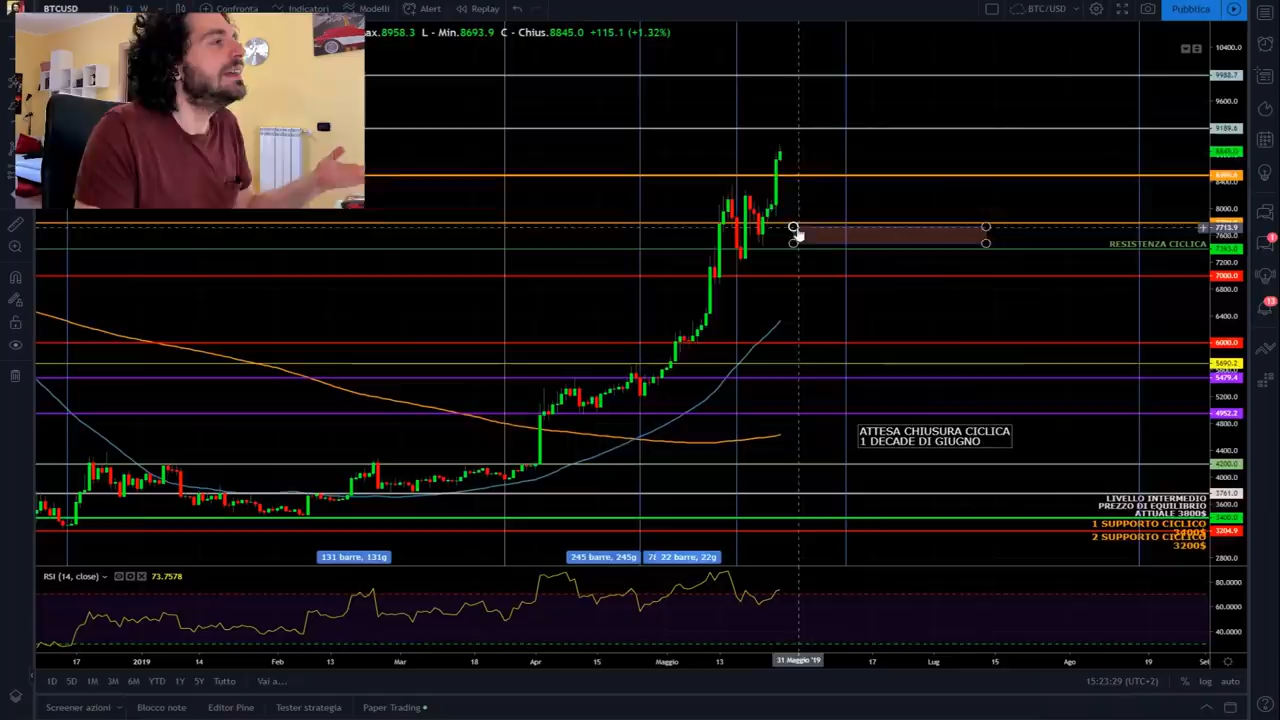 BTCUSD
1h D W Confronta Indicatori Modelli Alert Replay BTC/USD Pubblica
ax.8958.3 L - Min.8693.9 C - Chius.8845.0 +115.1 (+1.32%)
10400.0
9988.7
9600.0
9189.6
8845.0
8400.0
8000.0
7713.9
RESISTENZA CICLICA
7200.0
7000.0
6800.0
6400.0
6000.0
5690.2
5479.4
5200.0
4952.2
ATTESA CHIUSURA CICLICA
1 DECADE DI GIUGNO
4800.0
4400.0
4200.0
4000.0
3761.0
LIVELLO INTERMEDIO
PREZZO DI EQUILIBRIO
3600.0
ATTUALE 3800$
3400.0
1 SUPPORTO CICLICO
3400$
3204.9
2 SUPPORTO CICLICO
3200$
131 barre, 131g 245 barre, 245g 22 barre, 22g
2800.0
RSI (14, close) 73.7578
80.0000
60.0000
40.0000
17 2019 14 Feb 13 Mar 18 Apr 15 Maggio 13 31 Maggio '19 17 Lug 15 Ago 19 Set
1D 5D 1M 3M 6M YTD 1Y 5Y Tutto Vai a... 15:23:29 (UTC+2) % log auto
Screener azioni Blocco note Editor Pine Tester strategia Paper Trading